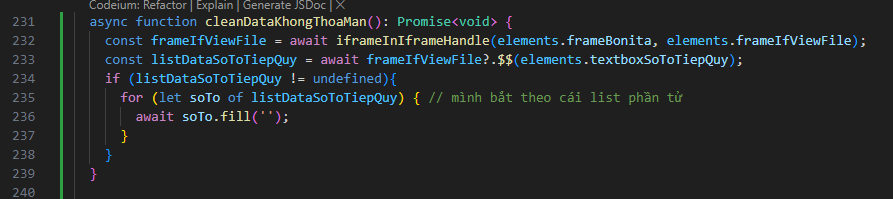 Codeium: Refactor | Explain | Generate JSDoc | ×
231 async function cleanDataKhongThoaMan(): Promise<void> {
232 const frameIfViewFile = await iframeInIframeHandle(elements.frameBonita, elements.frameIfViewFile);
233 const listDataSoToTiepQuy = await frameIfViewFile?.$$(elements.textboxSoToTiepQuy);
234 if (listDataSoToTiepQuy != undefined){
235 for (let soTo of listDataSoToTiepQuy) { // mình bắt theo cái list phần tử
236 await soTo.fill('');
237 }
238 }
239 }
240